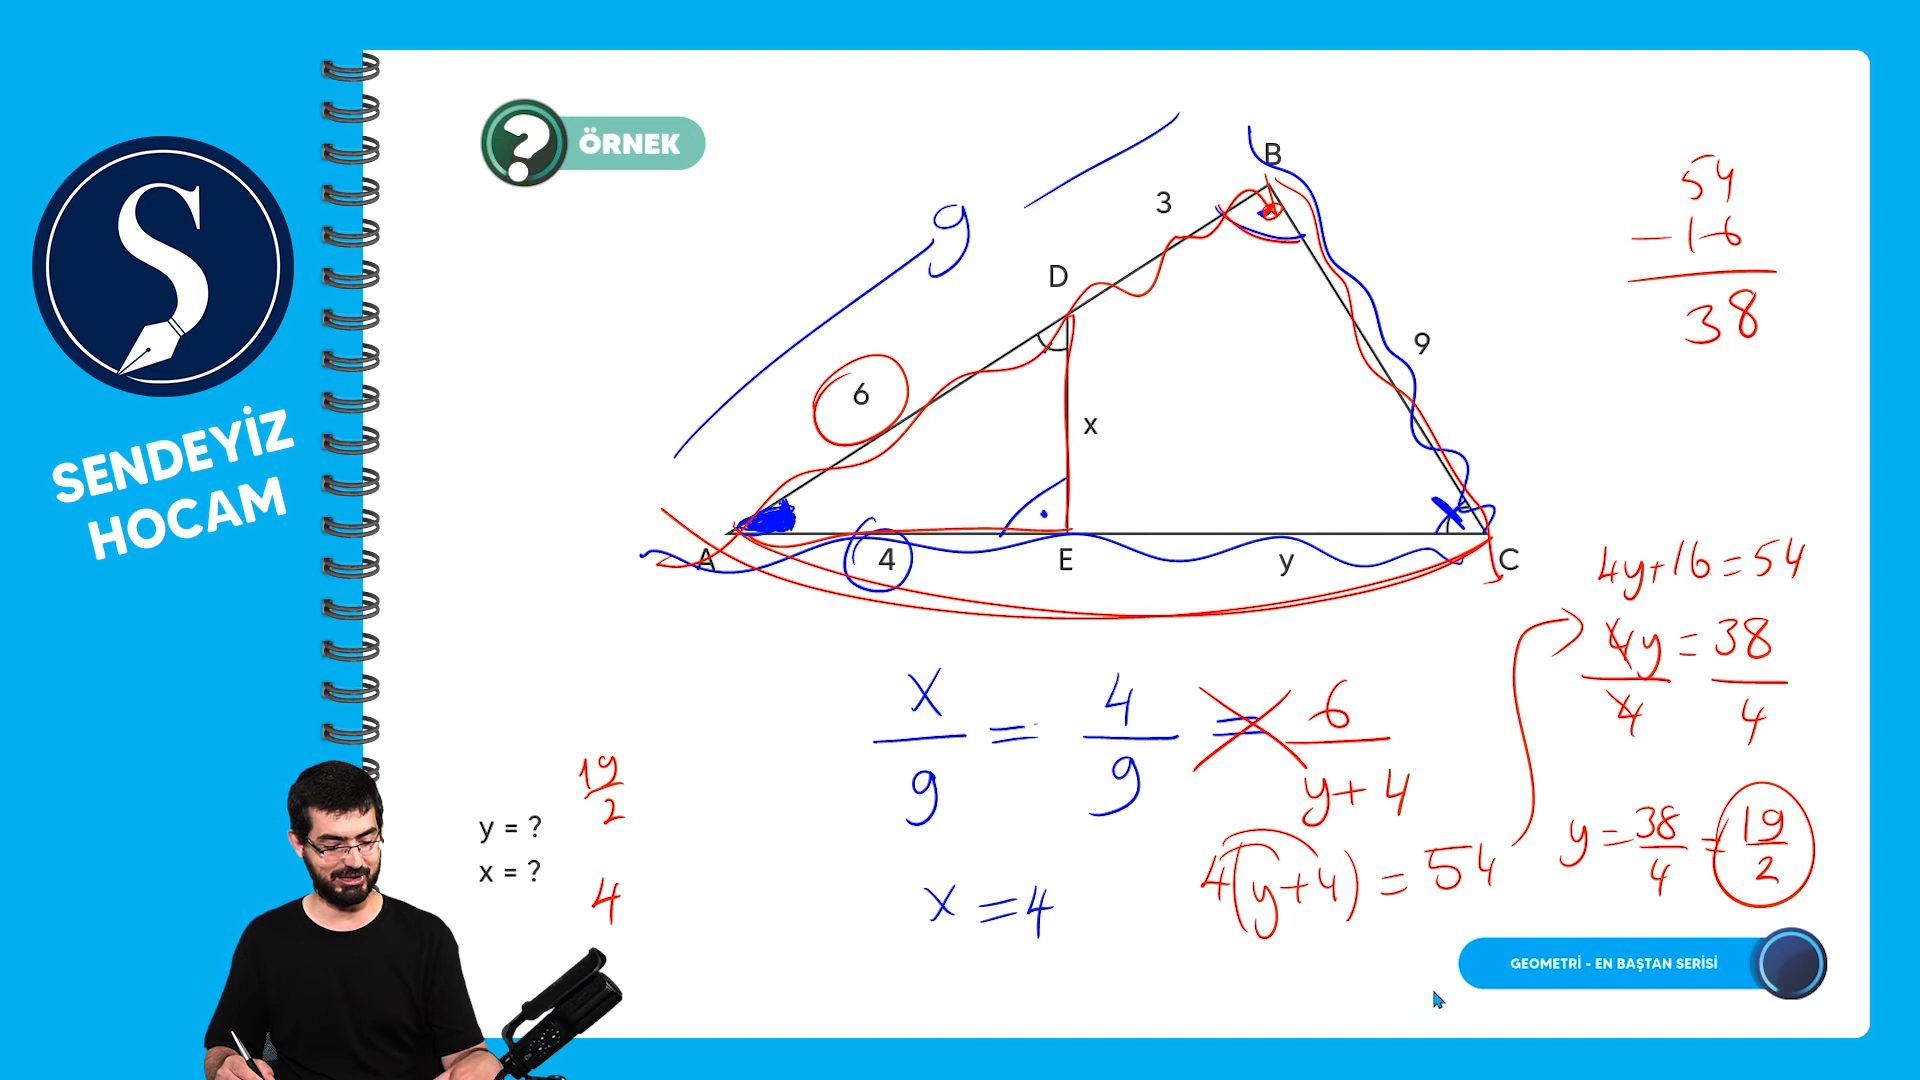 SENDEYİZ
HOCAM
? ÖRNEK
9
B
3
D
6
9
x
A
4
E
y
C
54
- 16
38
x/9 = 4/9 = 6/y+4
x = 4
4(y+4) = 54
4y+16=54
4y/4 = 38/4
y = 38/4 = 19/2
y = ? 19/2
x = ? 4
GEOMETRİ - EN BAŞTAN SERİSİ